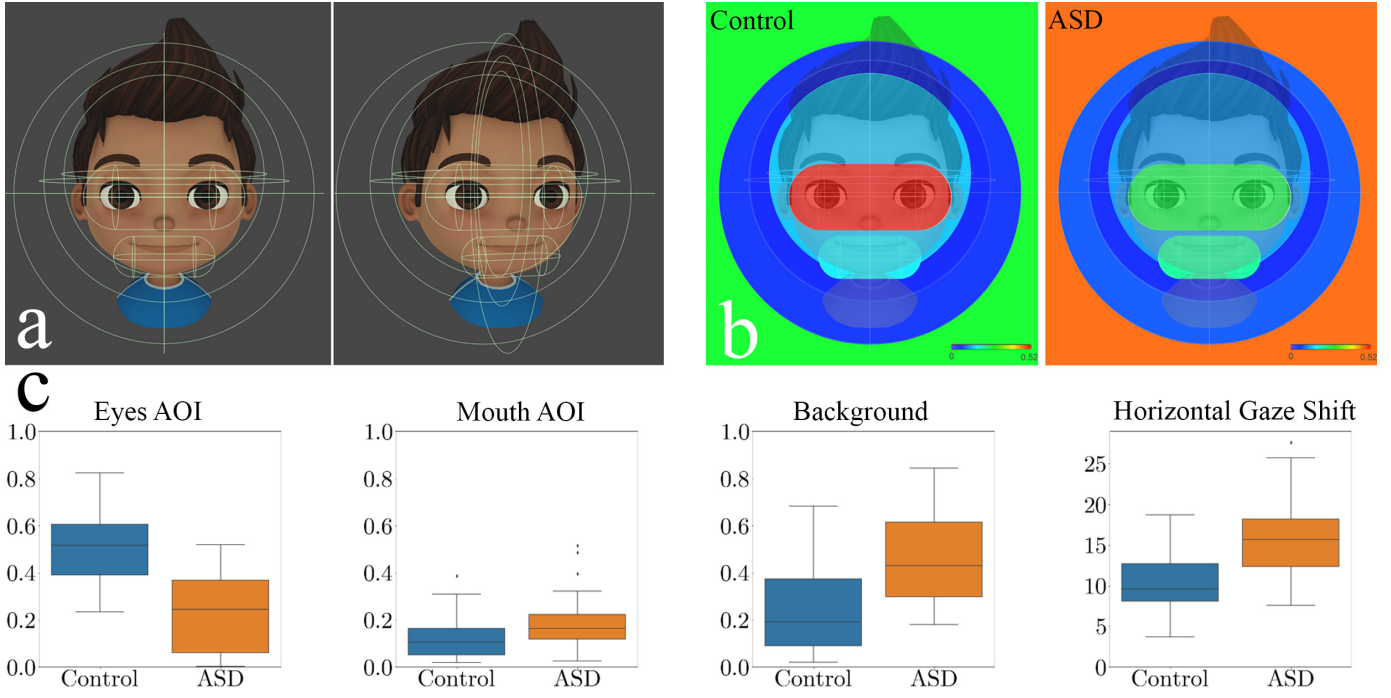 Control
ASD
a
b
0
0.52
0
0.52
c
Eyes AOI
Mouth AOI
Background
Horizontal Gaze Shift
1.0
0.8
0.6
0.4
0.2
0.0
Control
ASD
1.0
0.8
0.6
0.4
0.2
0.0
Control
ASD
1.0
0.8
0.6
0.4
0.2
0.0
Control
ASD
25
20
15
10
5
0
Control
ASD